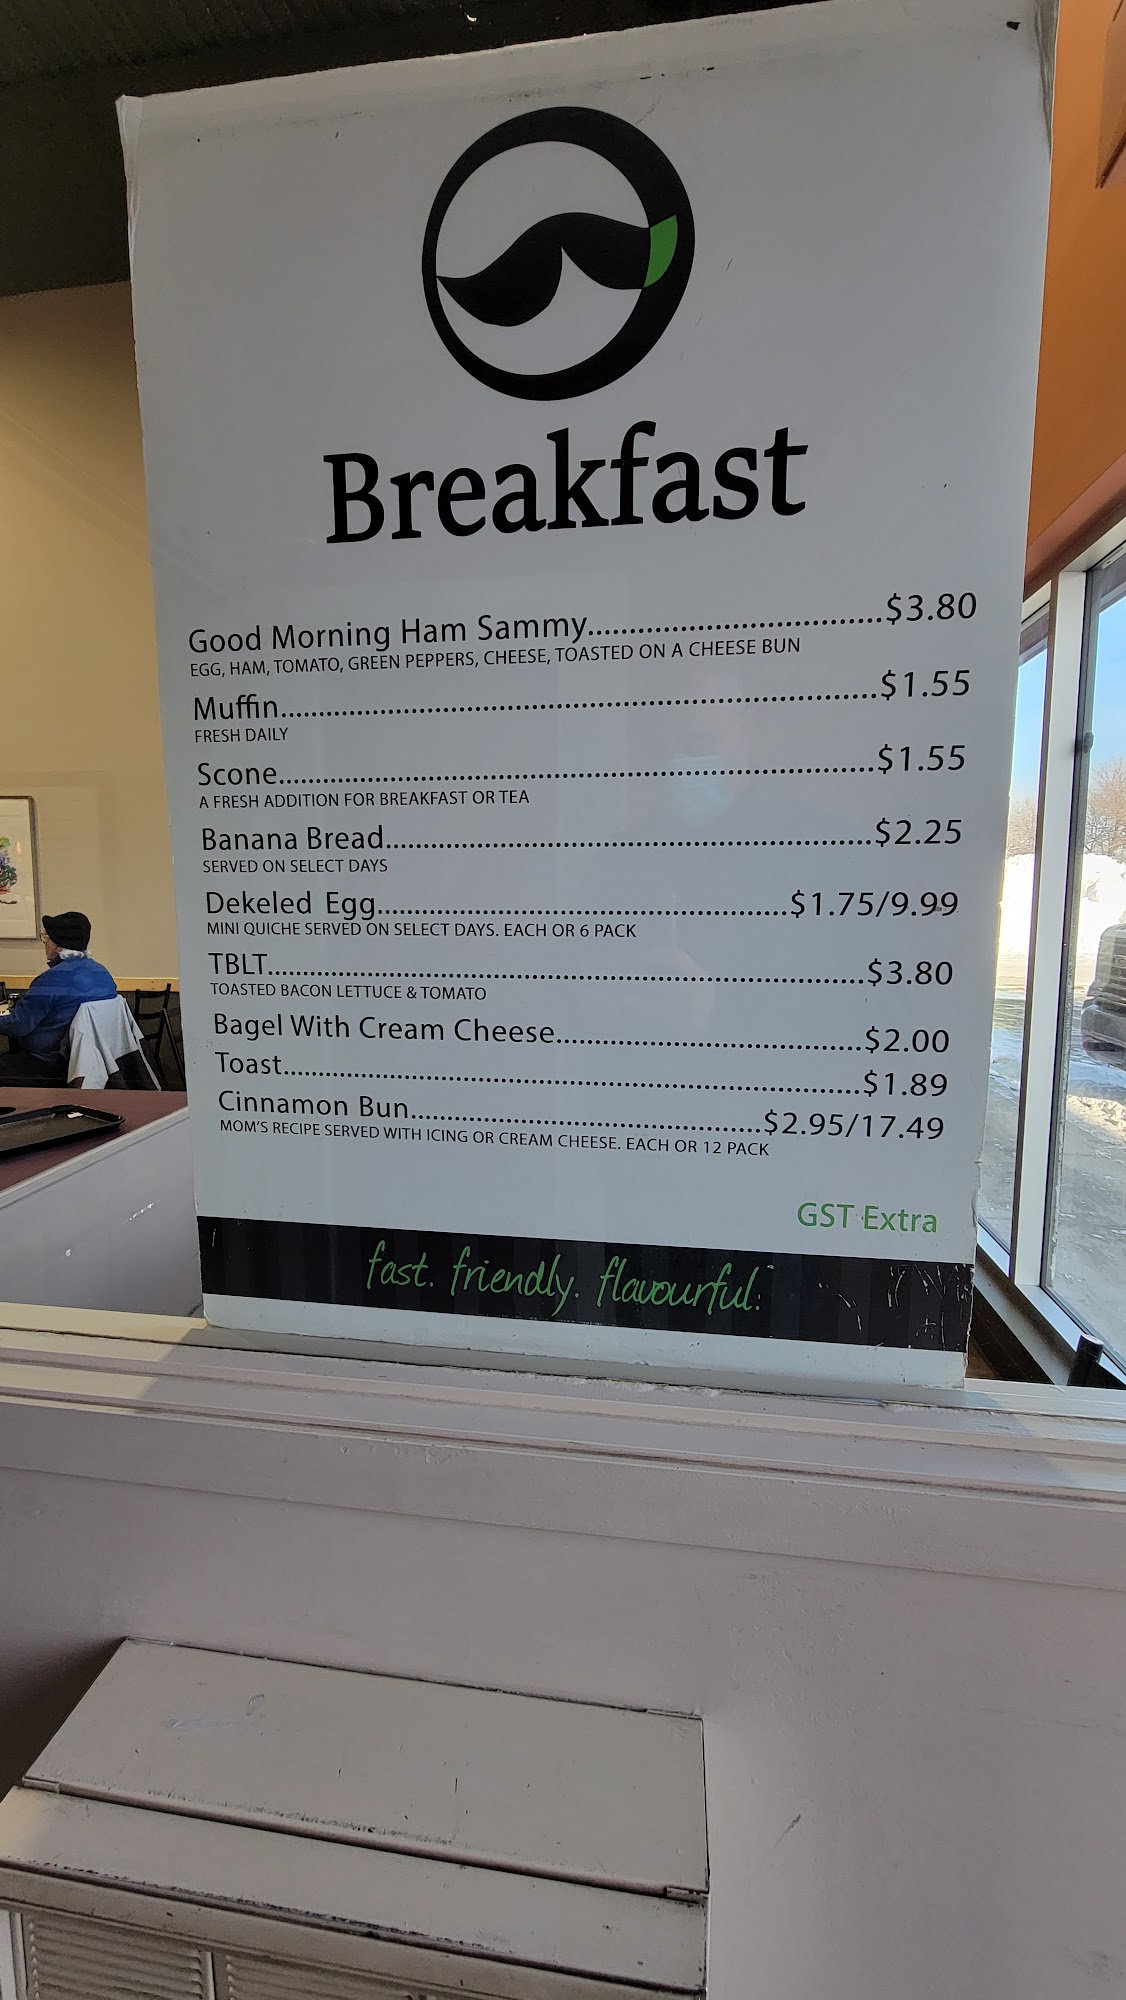 Breakfast
Good Morning Ham Sammy..............................$3.80
EGG, HAM, TOMATO, GREEN PEPPERS, CHEESE, TOASTED ON A CHEESE BUN
Muffin..............................$1.55
FRESH DAILY
Scone..............................$1.55
A FRESH ADDITION FOR BREAKFAST OR TEA
Banana Bread..............................$2.25
SERVED ON SELECT DAYS
Dekeled Egg..............................$1.75/9.99
MINI QUICHE SERVED ON SELECT DAYS. EACH OR 6 PACK
TBLT..............................$3.80
TOASTED BACON LETTUCE & TOMATO
Bagel With Cream Cheese..............................$2.00
Toast..............................$1.89
Cinnamon Bun..............................$2.95/17.49
MOM'S RECIPE SERVED WITH ICING OR CREAM CHEESE. EACH OR 12 PACK
GST Extra
fast. friendly. flavourful.